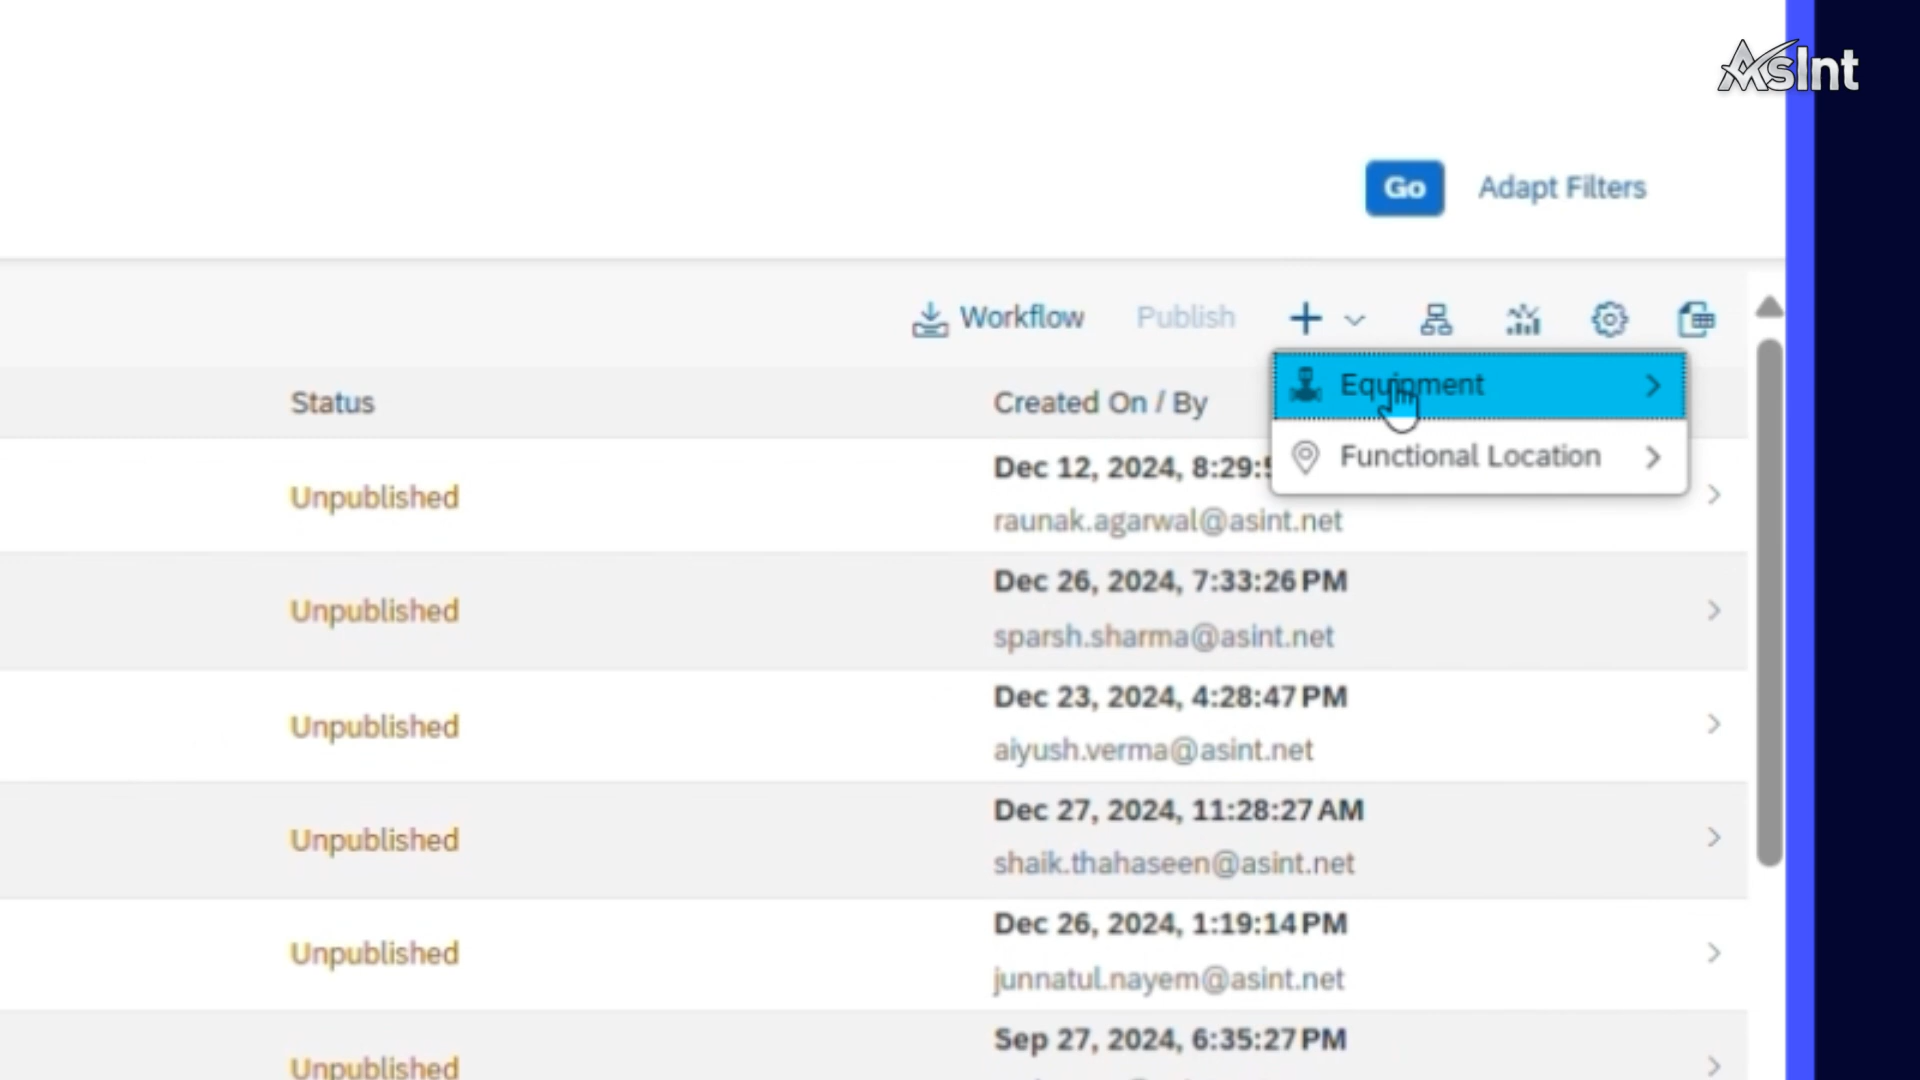 AsInt
Go
Adapt Filters
Workflow
Publish
Status
Created On / By
Equipment
Functional Location
Unpublished
Dec 12, 2024, 8:29:
raunak.agarwal@asint.net
Unpublished
Dec 26, 2024, 7:33:26 PM
sparsh.sharma@asint.net
Unpublished
Dec 23, 2024, 4:28:47 PM
aiyush.verma@asint.net
Unpublished
Dec 27, 2024, 11:28:27 AM
shaik.thahaseen@asint.net
Unpublished
Dec 26, 2024, 1:19:14 PM
junnatul.nayem@asint.net
Unpublished
Sep 27, 2024, 6:35:27 PM